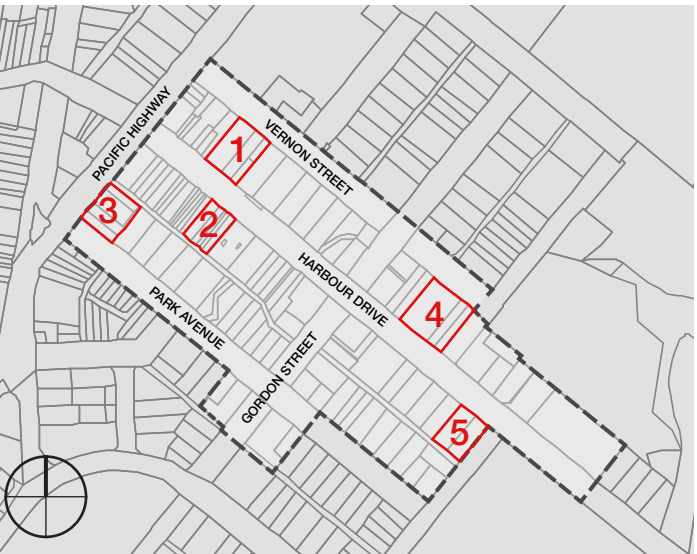 PACIFIC HIGHWAY
VERNON STREET
1
2
3
HARBOUR DRIVE
4
PARK AVENUE
GORDON STREET
5